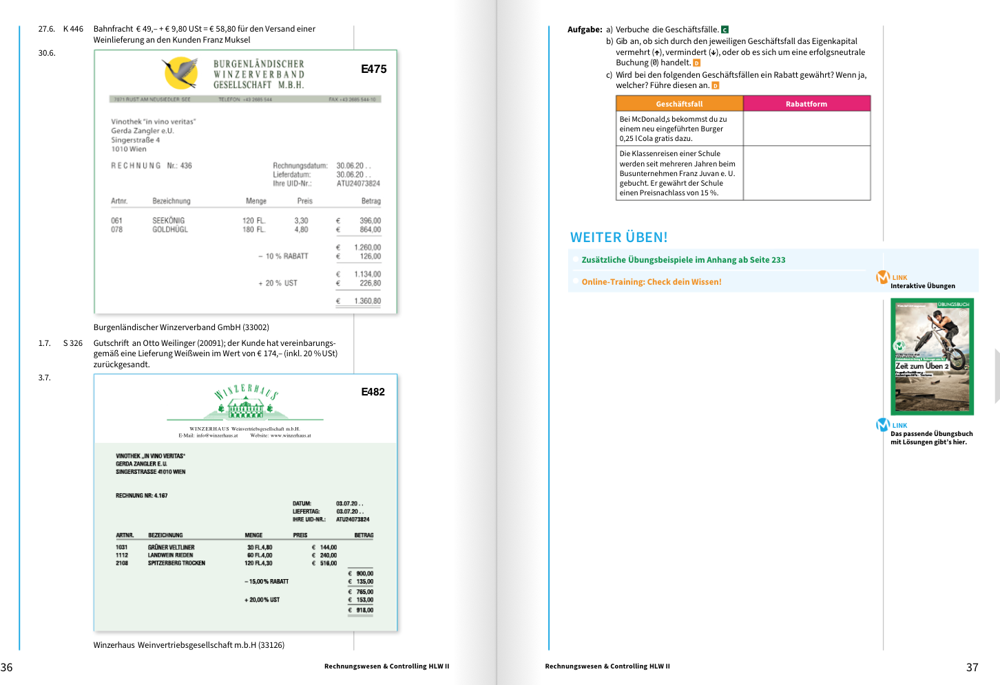 27.6. K 446 Bahnfracht € 49,– + € 9,80 USt = € 58,80 für den Versand einer
Weinlieferung an den Kunden Franz Muksel
30.6.
BURGENLÄNDISCHER
WINZERVERBAND
GESELLSCHAFT M.B.H.
E475
7071 RUST AM NEUSIEDLER SEE TELEFON +43 2685 544 FAX +43 2685 544-10
Vinothek "in vino veritas"
Gerda Zangler e.U.
Singerstraße 4
1010 Wien
RECHNUNG Nr.: 436
Rechnungsdatum: 30.06.20 . .
Lieferdatum: 30.06.20 . .
Ihre UID-Nr.: ATU24073824
Artnr. Bezeichnung Menge Preis Betrag
061 SEEKÖNIG 120 FL. 3,30 € 396,00
078 GOLDHÜGL 180 FL. 4,80 € 864,00
€ 1.260,00
– 10 % RABATT € 126,00
€ 1.134,00
+ 20 % UST € 226,80
€ 1.360,80
Burgenländischer Winzerverband GmbH (33002)
1.7. S 326 Gutschrift an Otto Weilinger (20091); der Kunde hat vereinbarungs-
gemäß eine Lieferung Weißwein im Wert von € 174,– (inkl. 20 % USt)
zurückgesandt.
3.7.
WINZERHAUS
E482
WINZERHAUS Weinvertriebsgesellschaft m.b.H.
E-Mail: info@winzerhaus.at Website: www.winzerhaus.at
VINOTHEK „IN VINO VERITAS"
GERDA ZANGLER E. U.
SINGERSTRASSE 41010 WIEN
RECHNUNG NR: 4.167
DATUM: 03.07.20 . .
LIEFERTAG: 03.07.20 . .
IHRE UID-NR.: ATU24073824
ARTNR. BEZEICHNUNG MENGE PREIS BETRAG
1031 GRÜNER VELTLINER 30 FL.4,80 € 144,00
1112 LANDWEIN RIEDEN 60 FL.4,00 € 240,00
2108 SPITZERBERG TROCKEN 120 FL.4,30 € 516,00
€ 900,00
– 15,00 % RABATT € 135,00
€ 765,00
+ 20,00 % UST € 153,00
€ 918,00
Winzerhaus Weinvertriebsgesellschaft m.b.H (33126)
36
Rechnungswesen & Controlling HLW II
Aufgabe: a) Verbuche die Geschäftsfälle. C
b) Gib an, ob sich durch den jeweiligen Geschäftsfall das Eigenkapital
vermehrt (↑), vermindert (↓), oder ob es sich um eine erfolgsneutrale
Buchung (Ø) handelt. D
c) Wird bei den folgenden Geschäftsfällen ein Rabatt gewährt? Wenn ja,
welcher? Führe diesen an. D
Geschäftsfall Rabattform
Bei McDonald,s bekommst du zu
einem neu eingeführten Burger
0,25 l Cola gratis dazu.
Die Klassenreisen einer Schule
werden seit mehreren Jahren beim
Busunternehmen Franz Juvan e. U.
gebucht. Er gewährt der Schule
einen Preisnachlass von 15 %.
WEITER ÜBEN!
Zusätzliche Übungsbeispiele im Anhang ab Seite 233
Online-Training: Check dein Wissen!
LINK
Interaktive Übungen
ÜBUNGSBUCH
Zeit zum Üben 2
LINK
Das passende Übungsbuch
mit Lösungen gibt's hier.
Rechnungswesen & Controlling HLW II
37